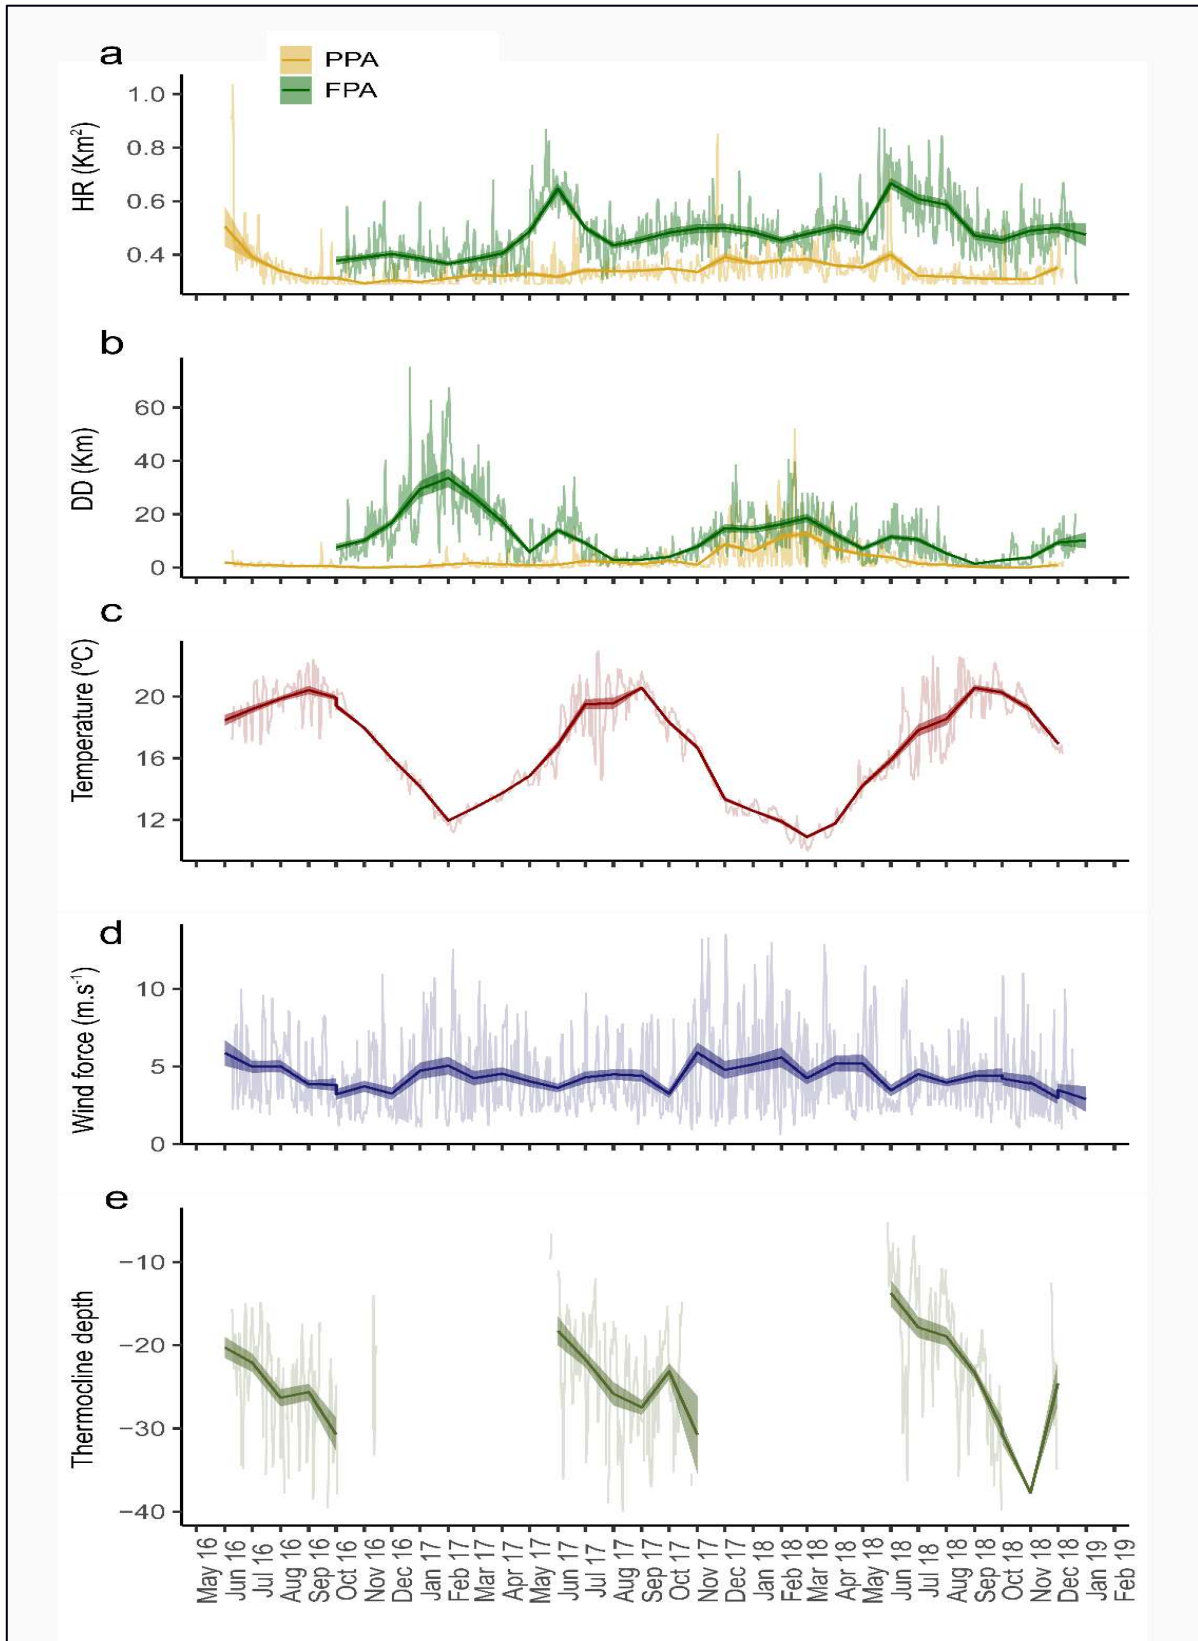 a
PPA
FPA
HR (Km²)
1.0
0.8
0.6
0.4
b
DD (Km)
60
40
20
0
c
Temperature (ºC)
20
16
12
d
Wind force (m.s⁻¹)
10
5
0
e
Thermocline depth
−10
−20
−30
−40
May 16
Jun 16
Jul 16
Aug 16
Sep 16
Oct 16
Nov 16
Dec 16
Jan 17
Feb 17
Mar 17
Apr 17
May 17
Jun 17
Jul 17
Aug 17
Sep 17
Oct 17
Nov 17
Dec 17
Jan 18
Feb 18
Mar 18
Apr 18
May 18
Jun 18
Jul 18
Aug 18
Sep 18
Oct 18
Nov 18
Dec 18
Jan 19
Feb 19